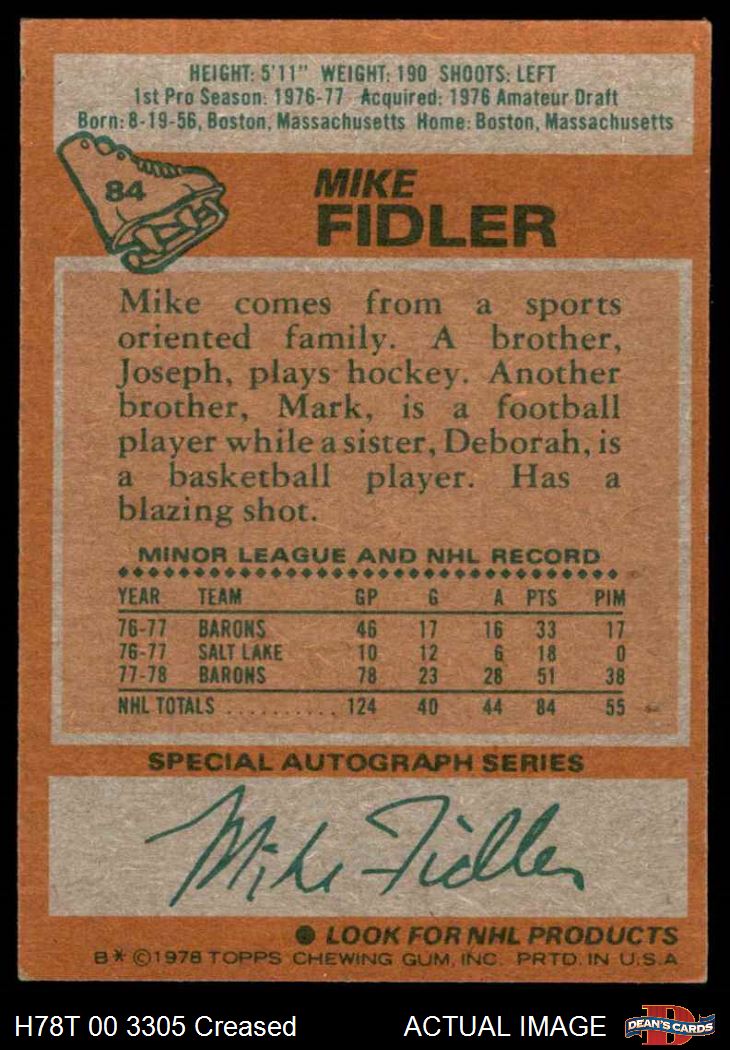 HEIGHT: 5'11" WEIGHT: 190 SHOOTS: LEFT
1st Pro Season: 1976-77 Acquired: 1976 Amateur Draft
Born: 8-19-56, Boston, Massachusetts Home: Boston, Massachusetts
84
MIKE
FIDLER
Mike comes from a sports
oriented family. A brother,
Joseph, plays hockey. Another
brother, Mark, is a football
player while a sister, Deborah, is
a basketball player. Has a
blazing shot.
MINOR LEAGUE AND NHL RECORD
YEAR TEAM GP G A PTS PIM
76-77 BARONS 46 17 16 33 17
76-77 SALT LAKE 10 12 6 18 0
77-78 BARONS 78 23 28 51 38
NHL TOTALS .......... 124 40 44 84 55
SPECIAL AUTOGRAPH SERIES
Mike Fidler
● LOOK FOR NHL PRODUCTS
B* ©1978 TOPPS CHEWING GUM, INC. PRTD. IN U.S.A
H78T 00 3305 Creased ACTUAL IMAGE
D
DEAN'S CARDS